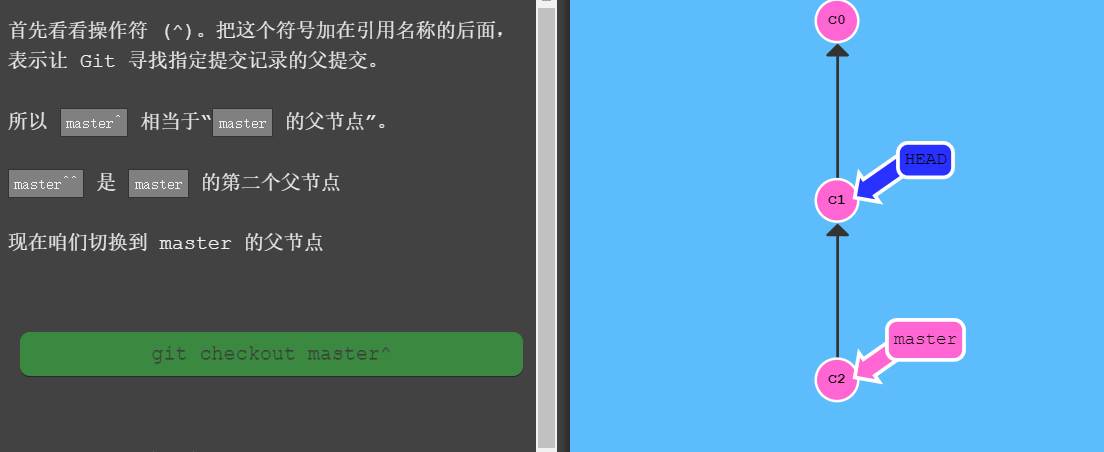 首先看看操作符 (^)。把这个符号加在引用名称的后面，
表示让 Git 寻找指定提交记录的父提交。
所以 master^ 相当于“master 的父节点”。
master^^ 是 master 的第二个父节点
现在咱们切换到 master 的父节点
git checkout master^
C0
HEAD
C1
master
C2